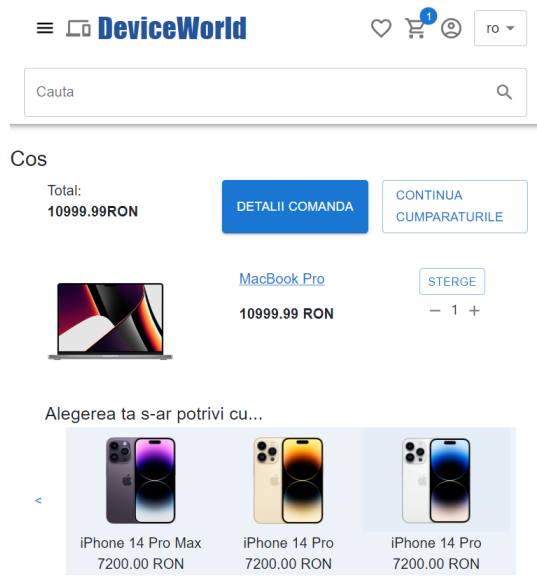 DeviceWorld
1
ro
Cauta
Cos
Total:
10999.99RON
DETALII COMANDA
CONTINUA
CUMPARATURILE
MacBook Pro
STERGE
10999.99 RON
— 1 +
Alegerea ta s-ar potrivi cu...
<
iPhone 14 Pro Max
7200.00 RON
iPhone 14 Pro
7200.00 RON
iPhone 14 Pro
7200.00 RON